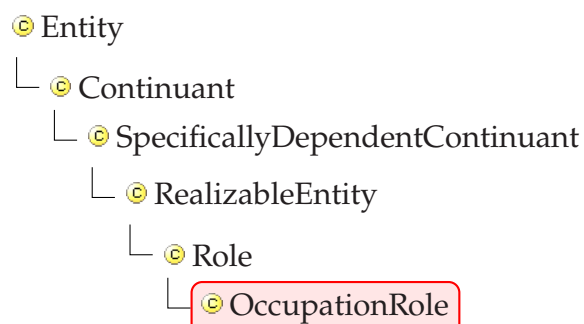 Entity
Continuant
SpecificallyDependentContinuant
RealizableEntity
Role
OccupationRole